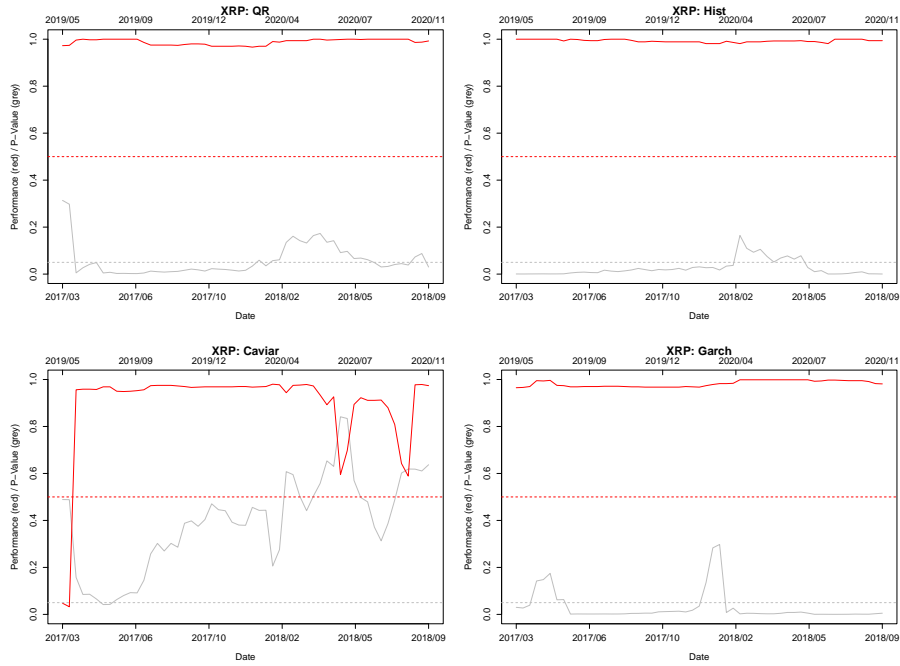 XRP: QR
2019/05 2019/09 2019/12 2020/04 2020/07 2020/11
Performance (red) / P−Value (grey)
1.0
0.8
0.6
0.4
0.2
0.0
2017/03 2017/06 2017/10 2018/02 2018/05 2018/09
Date
XRP: Hist
2019/05 2019/09 2019/12 2020/04 2020/07 2020/11
Performance (red) / P−Value (grey)
1.0
0.8
0.6
0.4
0.2
0.0
2017/03 2017/06 2017/10 2018/02 2018/05 2018/09
Date
XRP: Caviar
2019/05 2019/09 2019/12 2020/04 2020/07 2020/11
Performance (red) / P−Value (grey)
1.0
0.8
0.6
0.4
0.2
0.0
2017/03 2017/06 2017/10 2018/02 2018/05 2018/09
Date
XRP: Garch
2019/05 2019/09 2019/12 2020/04 2020/07 2020/11
Performance (red) / P−Value (grey)
1.0
0.8
0.6
0.4
0.2
0.0
2017/03 2017/06 2017/10 2018/02 2018/05 2018/09
Date